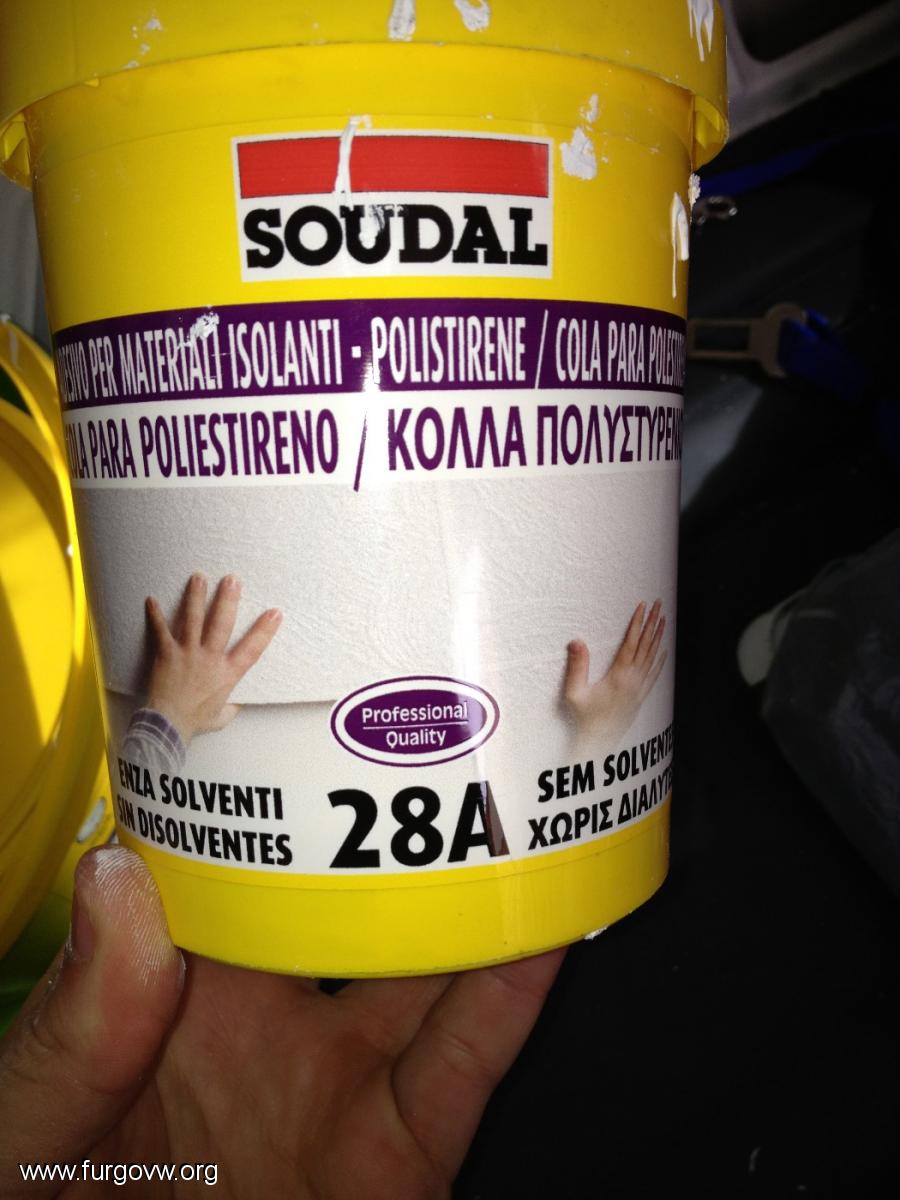 SOUDAL
PER MATERIALI ISOLANTI - POLISTIRENE / COLA PARA
PARA POLIESTIRENO / ΚΟΛΛΑ
Professional
Quality
SOLVENTI
SIN DISOLVENTES
28A
SEM
ΧΩΡΙΣ
www.furgovw.org